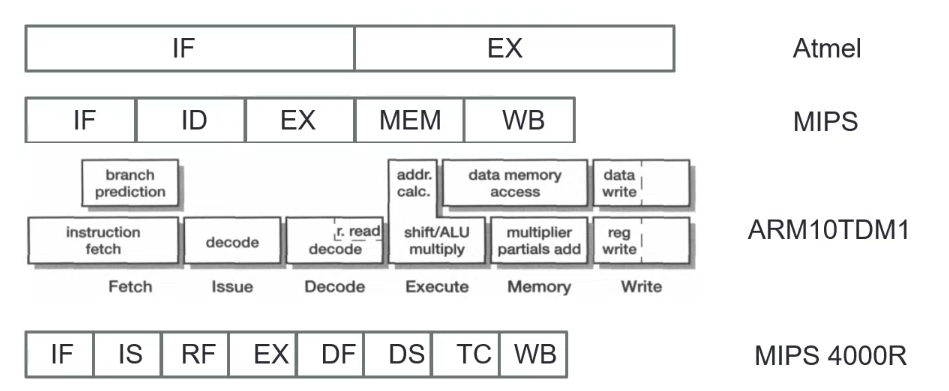 IF EX Atmel
IF ID EX MEM WB MIPS
branch prediction addr. calc. data memory access data write
instruction fetch decode r. read decode shift/ALU multiply multiplier partials add reg write ARM10TDM1
Fetch Issue Decode Execute Memory Write
IF IS RF EX DF DS TC WB MIPS 4000R